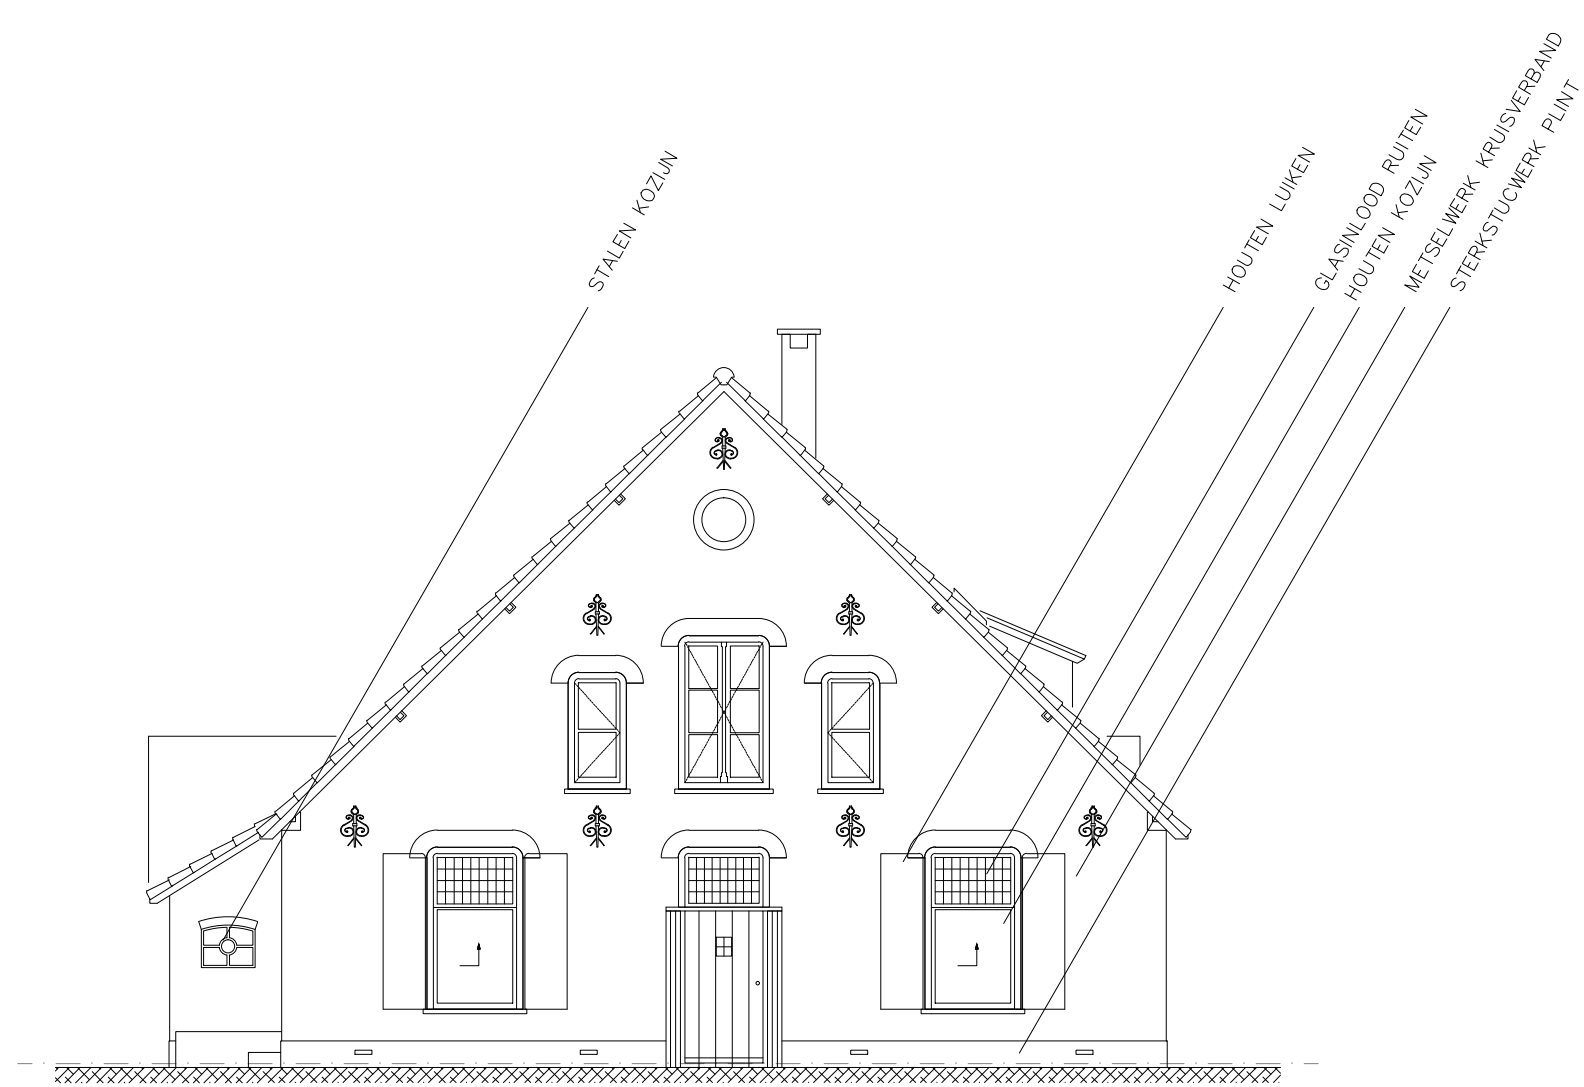 STALEN KOZIJN
HOUTEN LUIKEN
GLASINLOOD RUITEN
HOUTEN KOZIJN
METSELWERK KRUISVERBAND
STERKSTUCWERK PLINT